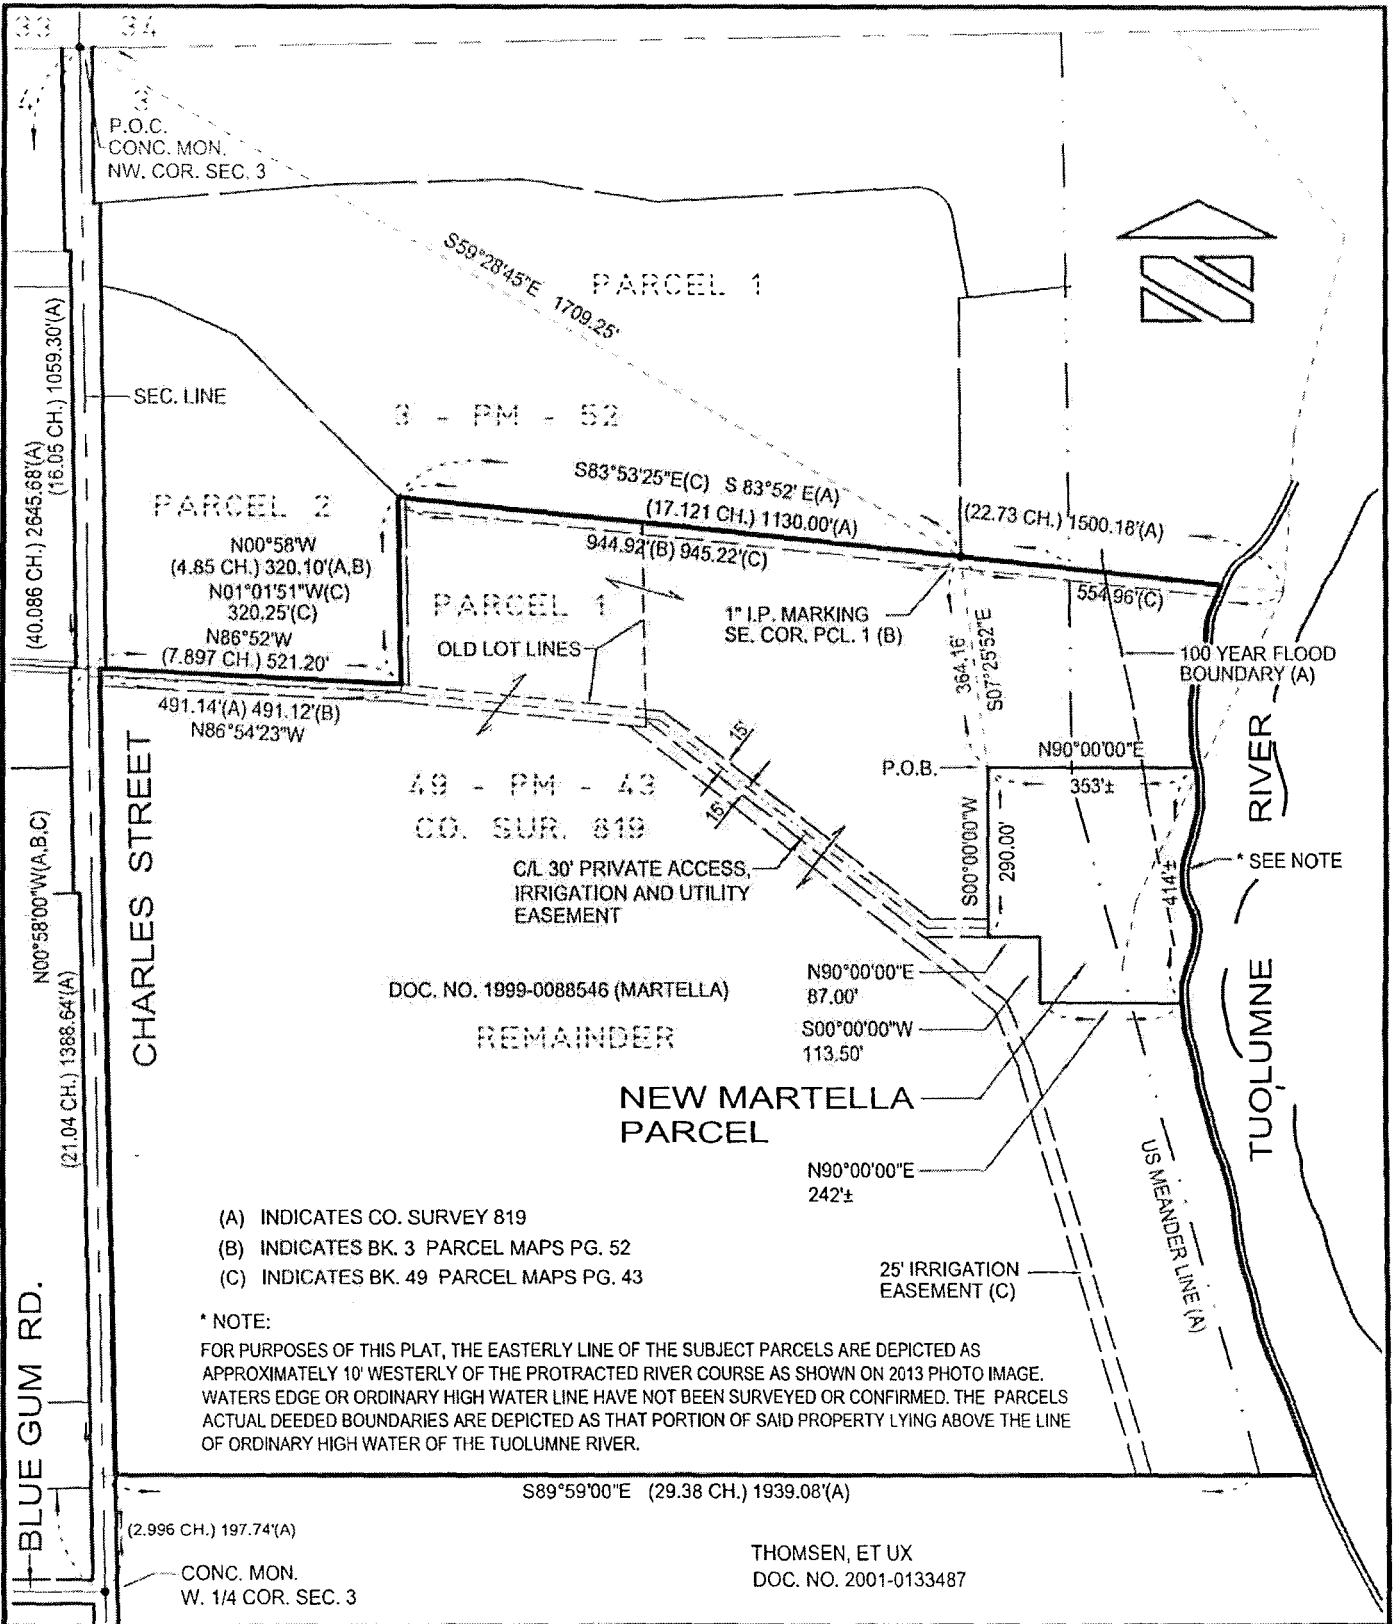 33 34
4 3
P.O.C.
CONC. MON.
NW. COR. SEC. 3
S59°28'45"E 1709.25'
PARCEL 1
SEC. LINE
(40.086 CH.) 2645.68'(A)
(16.05 CH.) 1059.30'(A)
3 - PM - 52
S83°53'25"E(C) S 83°52' E(A)
(17.121 CH.) 1130.00'(A)
(22.73 CH.) 1500.18'(A)
944.92'(B) 945.22'(C)
554.96'(C)
PARCEL 2
N00°58'W
(4.85 CH.) 320.10'(A,B)
N01°01'51"W(C)
320.25'(C)
N86°52'W
(7.897 CH.) 521.20'
491.14'(A) 491.12'(B)
N86°54'23"W
PARCEL 1
OLD LOT LINES
1" I.P. MARKING
SE. COR. PCL. 1 (B)
364.16'
S07°25'52"E
100 YEAR FLOOD
BOUNDARY (A)
15'
15'
P.O.B.
N90°00'00"E
353'±
S00°00'00"W
290.00'
414'±
* SEE NOTE
TUOLUMNE RIVER
49 - PM - 43
CO. SUR. 819
C/L 30' PRIVATE ACCESS,
IRRIGATION AND UTILITY
EASEMENT
CHARLES STREET
N00°58'00"W(A,B,C)
(21.04 CH.) 1388.64'(A)
DOC. NO. 1999-0088546 (MARTELLA)
REMAINDER
N90°00'00"E
87.00'
S00°00'00"W
113.50'
NEW MARTELLA
PARCEL
N90°00'00"E
242'±
US MEANDER LINE (A)
25' IRRIGATION
EASEMENT (C)
(A) INDICATES CO. SURVEY 819
(B) INDICATES BK. 3 PARCEL MAPS PG. 52
(C) INDICATES BK. 49 PARCEL MAPS PG. 43
* NOTE:
FOR PURPOSES OF THIS PLAT, THE EASTERLY LINE OF THE SUBJECT PARCELS ARE DEPICTED AS
APPROXIMATELY 10' WESTERLY OF THE PROTRACTED RIVER COURSE AS SHOWN ON 2013 PHOTO IMAGE.
WATERS EDGE OR ORDINARY HIGH WATER LINE HAVE NOT BEEN SURVEYED OR CONFIRMED. THE PARCELS
ACTUAL DEEDED BOUNDARIES ARE DEPICTED AS THAT PORTION OF SAID PROPERTY LYING ABOVE THE LINE
OF ORDINARY HIGH WATER OF THE TUOLUMNE RIVER.
BLUE GUM RD.
S89°59'00"E (29.38 CH.) 1939.08'(A)
(2.996 CH.) 197.74'(A)
CONC. MON.
W. 1/4 COR. SEC. 3
THOMSEN, ET UX
DOC. NO. 2001-0133487